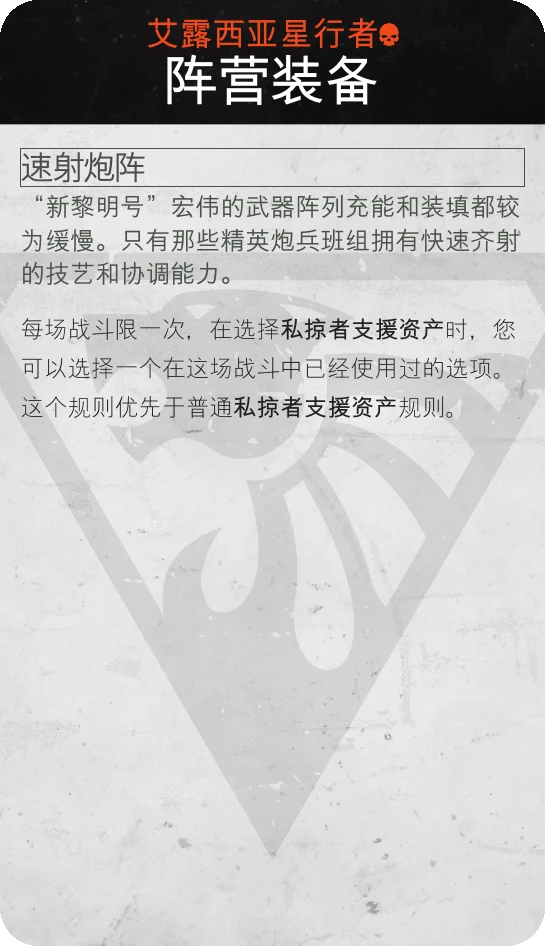 艾露西亚星行者
阵营装备
速射炮阵
“新黎明号”宏伟的武器阵列充能和装填都较
为缓慢。只有那些精英炮兵班组拥有快速齐射
的技艺和协调能力。
每场战斗限一次，在选择私掠者支援资产时，您
可以选择一个在这场战斗中已经使用过的选项。
这个规则优先于普通私掠者支援资产规则。